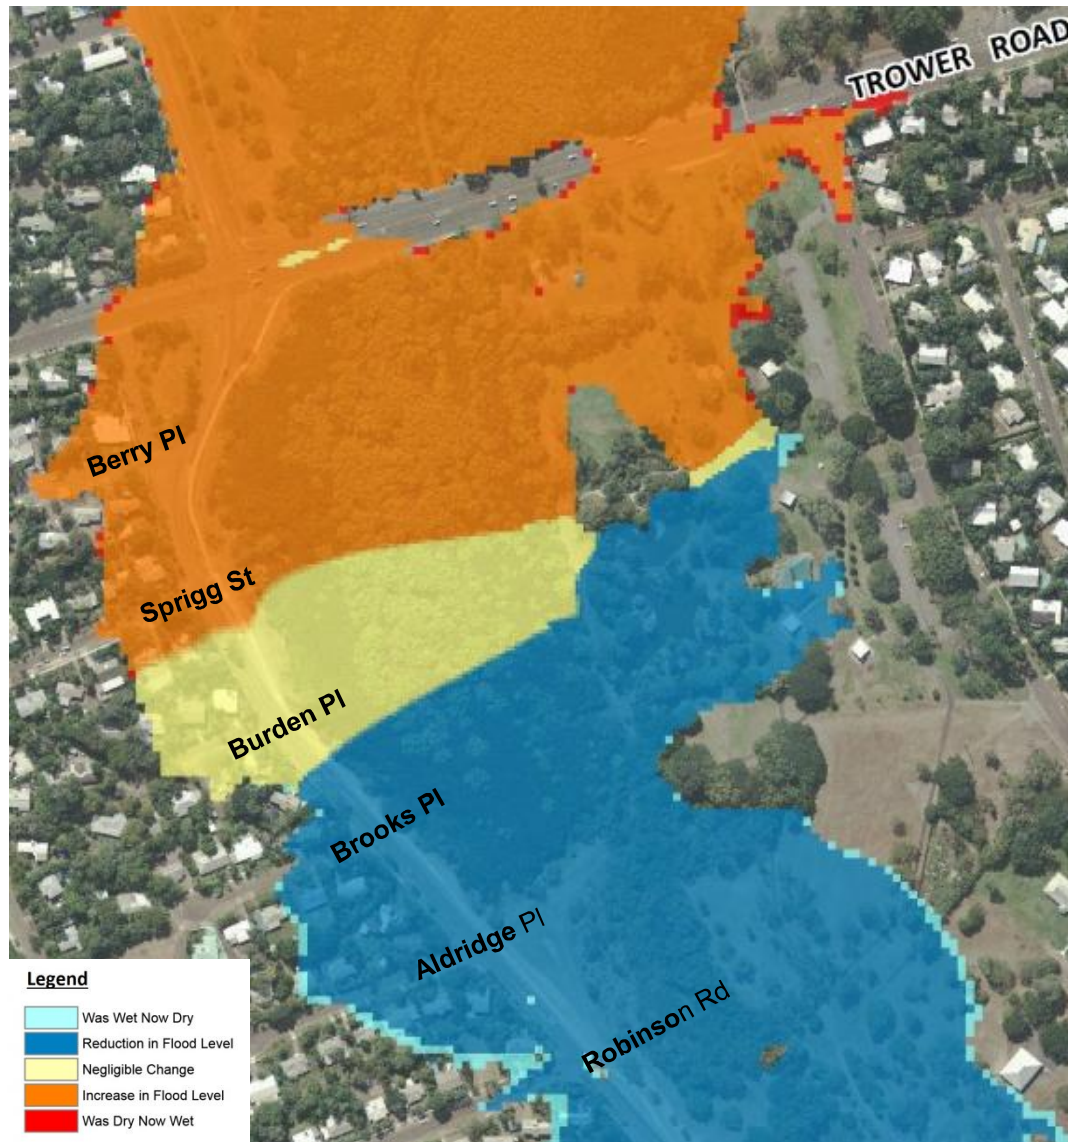 TROWER ROAD
Berry Pl
Sprigg St
Burden Pl
Brooks Pl
Aldridge Pl
Robinson Rd
Legend
Was Wet Now Dry
Reduction in Flood Level
Negligible Change
Increase in Flood Level
Was Dry Now Wet